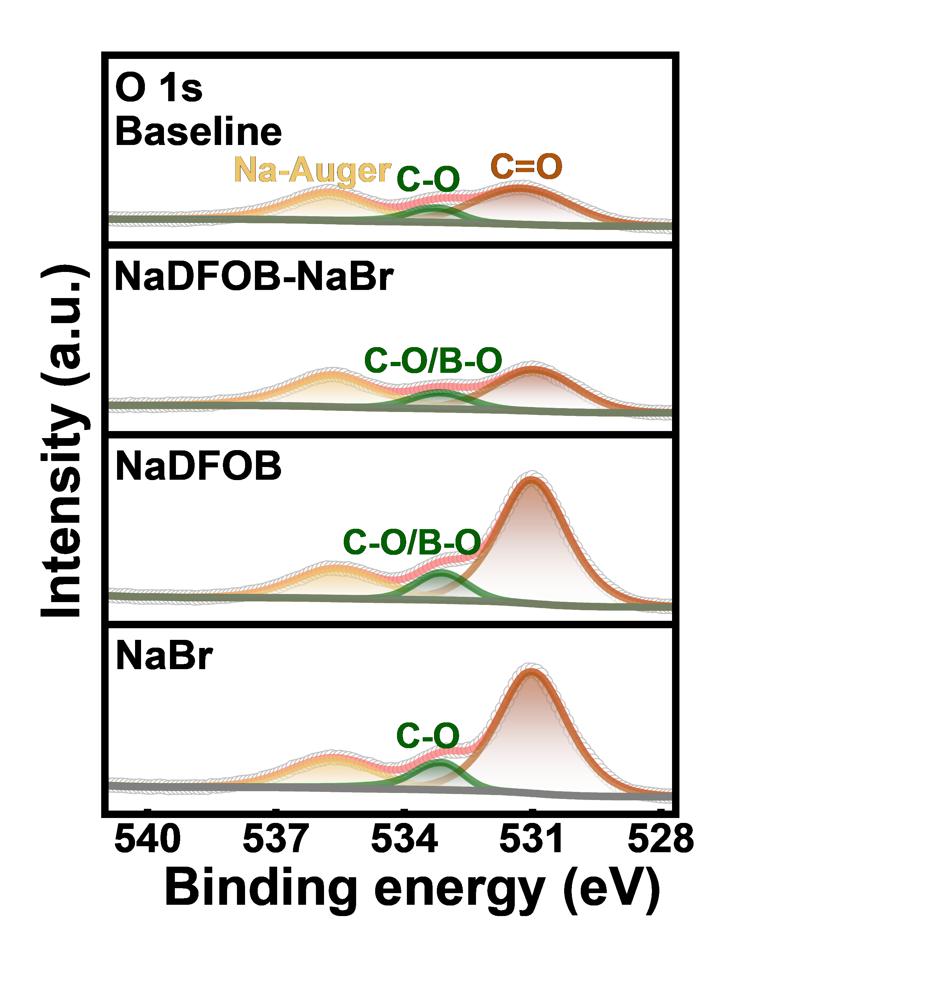 O 1s
Baseline
Na-Auger
C-O
C=O
NaDFOB-NaBr
C-O/B-O
NaDFOB
C-O/B-O
NaBr
C-O
Intensity (a.u.)
540 537 534 531 528
Binding energy (eV)